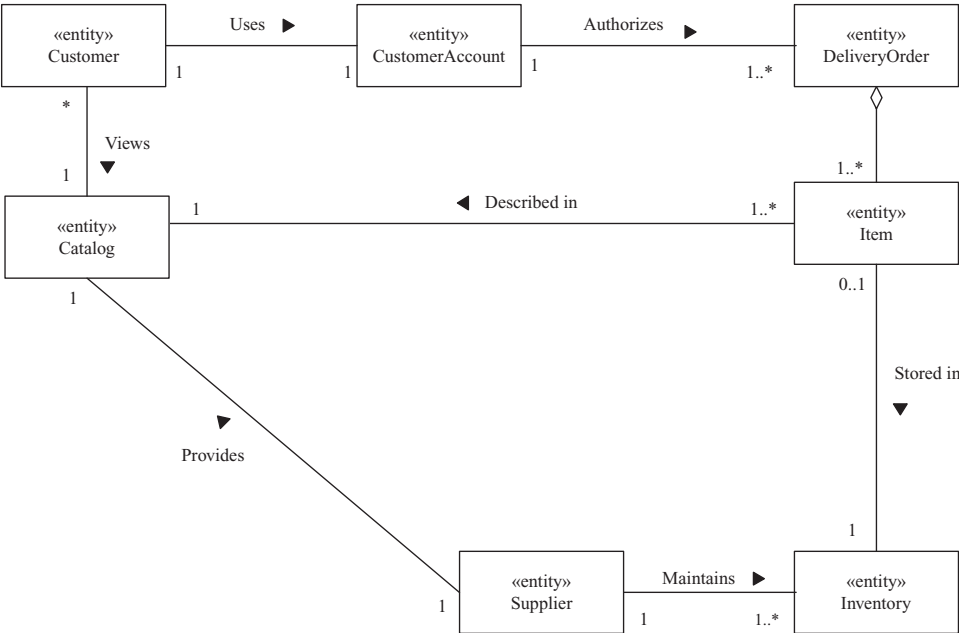 «entity»
Customer
Uses
1
1
«entity»
CustomerAccount
Authorizes
1
1..*
«entity»
DeliveryOrder
*
Views
1
1..*
«entity»
Catalog
1
Described in
1..*
«entity»
Item
1
0..1
Stored in
Provides
1
1
«entity»
Supplier
Maintains
1
1..*
«entity»
Inventory